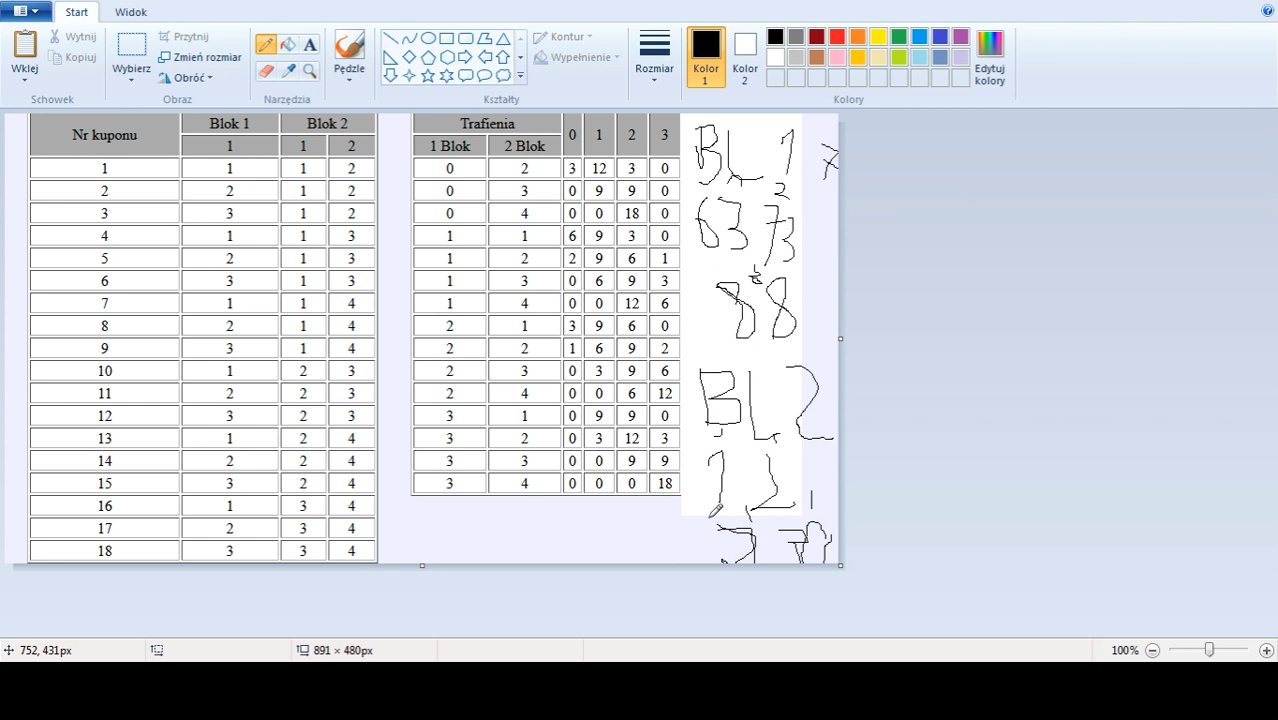 Start Widok
Wklej
Wytnij
Kopiuj
Schowek
Wybierz
Przytnij
Zmień rozmiar
Obróć
Obraz
A
Narzędzia
Pędzle
Kontur
Wypełnienie
Kształty
Rozmiar
Kolor 1
Kolor 2
Edytuj kolory
Kolory
Nr kuponu Blok 1 Blok 2
1 1 2
1 1 1 2
2 2 1 2
3 3 1 2
4 1 1 3
5 2 1 3
6 3 1 3
7 1 1 4
8 2 1 4
9 3 1 4
10 1 2 3
11 2 2 3
12 3 2 3
13 1 2 4
14 2 2 4
15 3 2 4
16 1 3 4
17 2 3 4
18 3 3 4
Trafienia 0 1 2 3
1 Blok 2 Blok
0 2 3 12 3 0
0 3 0 9 9 0
0 4 0 0 18 0
1 1 6 9 3 0
1 2 2 9 6 1
1 3 0 6 9 3
1 4 0 0 12 6
2 1 3 9 6 0
2 2 1 6 9 2
2 3 0 3 9 6
2 4 0 0 6 12
3 1 0 9 9 0
3 2 0 3 12 3
3 3 0 0 9 9
3 4 0 0 0 18
BL 1
2
63 73
38
BL 2
752, 431px
891 × 480px
100%